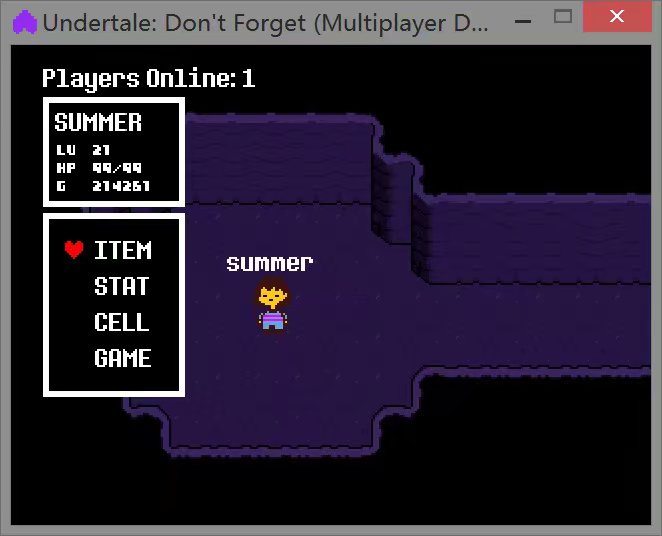 Undertale: Don't Forget (Multiplayer D...
Players Online: 1
SUMMER
LV 21
HP 99/99
G 214261
ITEM
STAT
CELL
GAME
summer